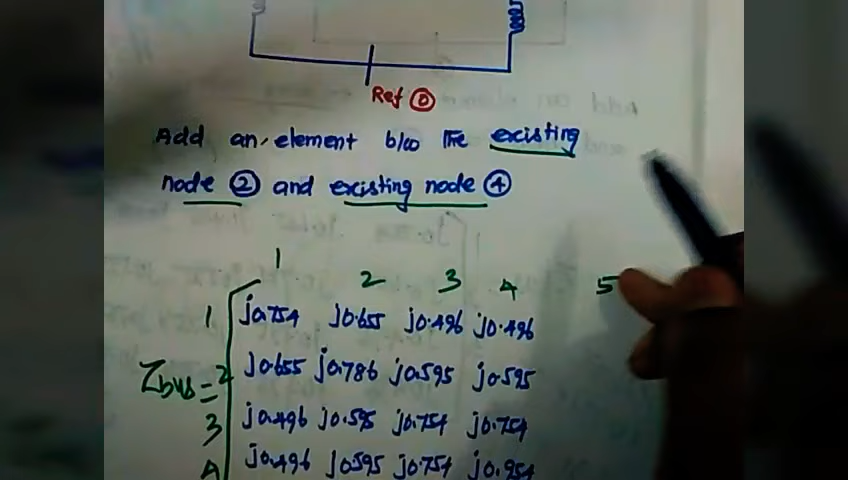 Ref 0
Add an element b/w the existing
node 2 and existing node 4
1 2 3 4 5
1 j0.754 j0.655 j0.496 j0.496
Zbus = 2 j0.655 j0.786 j0.595 j0.595
3 j0.496 j0.595 j0.754 j0.754
4 j0.496 j0.595 j0.754 j0.954